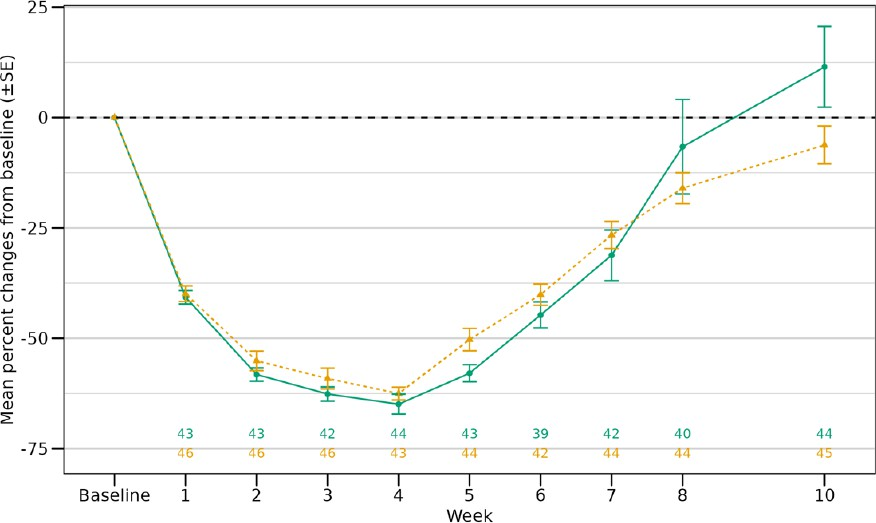 Mean percent changes from baseline (±SE)
25
0
-25
-50
-75
43 43 42 44 43 39 42 40 44
46 46 46 43 44 42 44 44 45
Baseline 1 2 3 4 5 6 7 8 10
Week